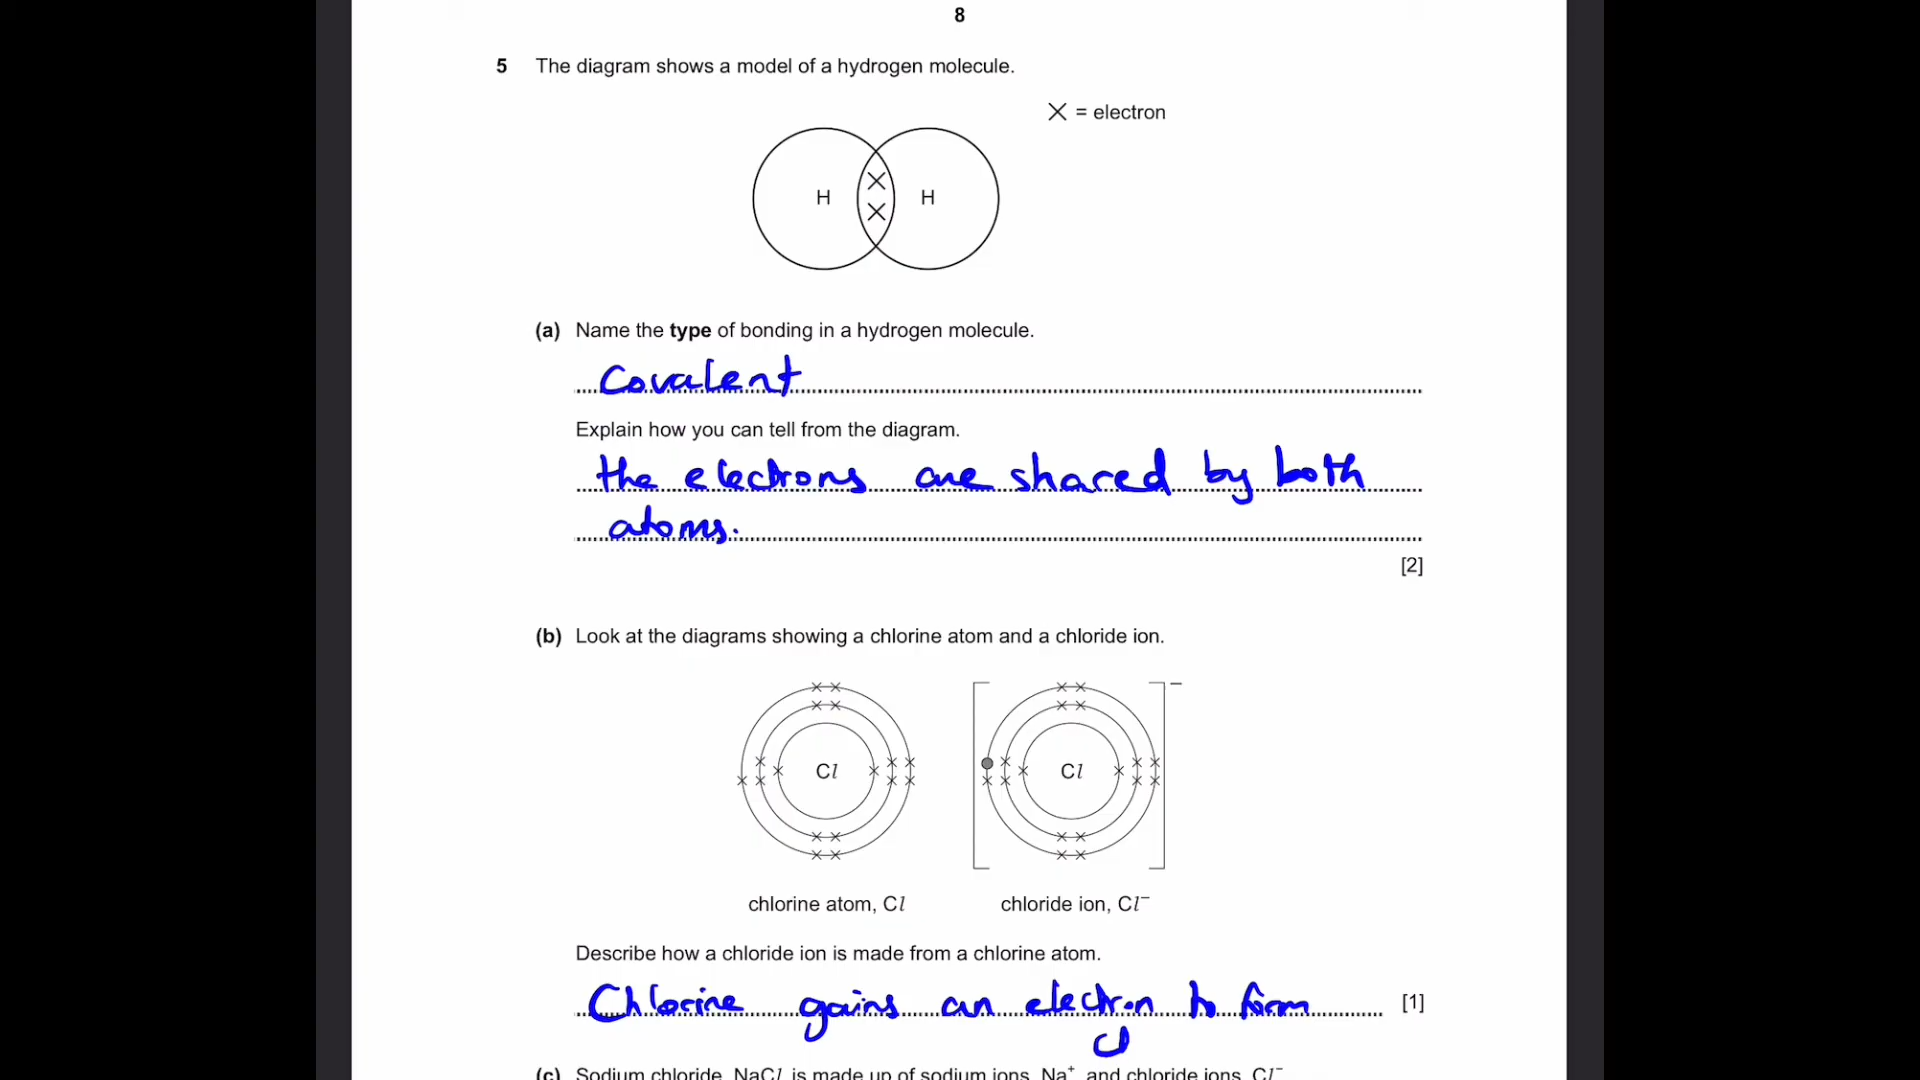 8
5 The diagram shows a model of a hydrogen molecule.
× = electron
H H
(a) Name the type of bonding in a hydrogen molecule.
Covalent
Explain how you can tell from the diagram.
the electrons are shared by both
atoms.
[2]
(b) Look at the diagrams showing a chlorine atom and a chloride ion.
Cl Cl –
chlorine atom, Cl chloride ion, Cl⁻
Describe how a chloride ion is made from a chlorine atom.
Chlorine gains an electron to form [1]
Cl
(c) Sodium chloride, NaCl, is made up of sodium ions, Na⁺, and chloride ions, Cl⁻